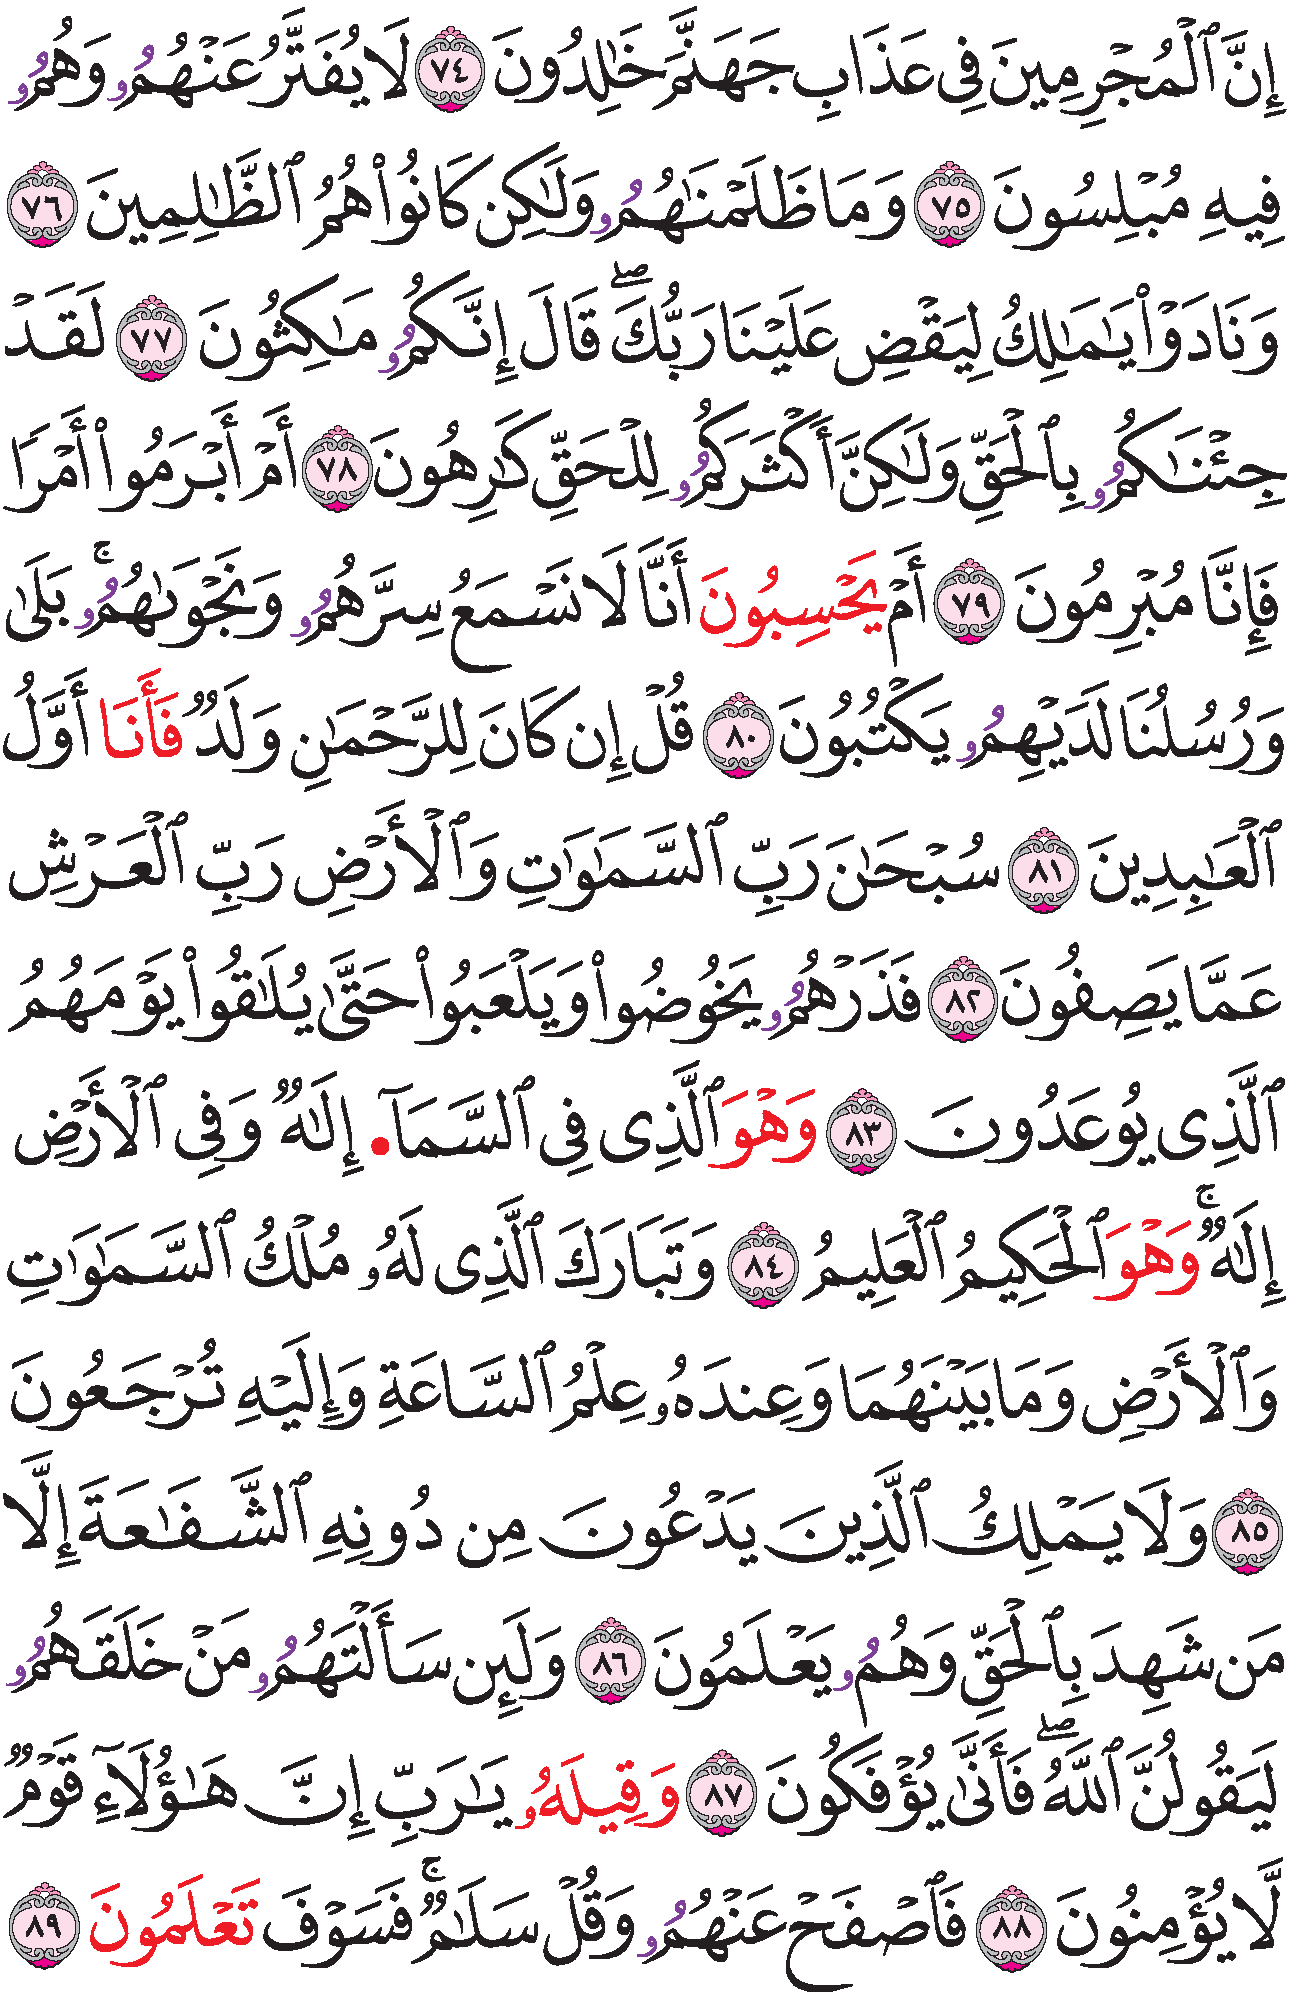 إِنَّ ٱلۡمُجۡرِمِينَ فِي عَذَابِ جَهَنَّمَ خَٰلِدُونَ ٧٤ لَا يُفَتَّرُ عَنۡهُمُۥ وَهُمُۥ
فِيهِ مُبۡلِسُونَ ٧٥ وَمَا ظَلَمۡنَٰهُمُۥ وَلَٰكِن كَانُواْ هُمُ ٱلظَّٰلِمِينَ ٧٦
وَنَادَوۡاْ يَٰمَٰلِكُ لِيَقۡضِ عَلَيۡنَا رَبُّكَۖ قَالَ إِنَّكُمُۥ مَٰكِثُونَ ٧٧ لَقَدۡ
جِئۡنَٰكُمُۥ بِٱلۡحَقِّ وَلَٰكِنَّ أَكۡثَرَكُمُۥ لِلۡحَقِّ كَٰرِهُونَ ٧٨ أَمۡ أَبۡرَمُواْ أَمۡرٗا
فَإِنَّا مُبۡرِمُونَ ٧٩ أَمۡ يَحۡسِبُونَ أَنَّا لَا نَسۡمَعُ سِرَّهُمُۥ وَنَجۡوَىٰهُمُۥۚ بَلَىٰ
وَرُسُلُنَا لَدَيۡهِمُۥ يَكۡتُبُونَ ٨٠ قُلۡ إِن كَانَ لِلرَّحۡمَٰنِ وَلَدٞ فَأَنَا أَوَّلُ
ٱلۡعَٰبِدِينَ ٨١ سُبۡحَٰنَ رَبِّ ٱلسَّمَٰوَٰتِ وَٱلۡأَرۡضِ رَبِّ ٱلۡعَرۡشِ
عَمَّا يَصِفُونَ ٨٢ فَذَرۡهُمُۥ يَخُوضُواْ وَيَلۡعَبُواْ حَتَّىٰ يُلَٰقُواْ يَوۡمَهُمُ
ٱلَّذِي يُوعَدُونَ ٨٣ وَهۡوَ ٱلَّذِي فِي ٱلسَّمَآ• إِلَٰهٞ وَفِي ٱلۡأَرۡضِ
إِلَٰهٞۚ وَهۡوَ ٱلۡحَكِيمُ ٱلۡعَلِيمُ ٨٤ وَتَبَارَكَ ٱلَّذِي لَهُۥ مُلۡكُ ٱلسَّمَٰوَٰتِ
وَٱلۡأَرۡضِ وَمَا بَيۡنَهُمَا وَعِندَهُۥ عِلۡمُ ٱلسَّاعَةِ وَإِلَيۡهِ تُرۡجَعُونَ
٨٥ وَلَا يَمۡلِكُ ٱلَّذِينَ يَدۡعُونَ مِن دُونِهِ ٱلشَّفَٰعَةَ إِلَّا
مَن شَهِدَ بِٱلۡحَقِّ وَهُمُۥ يَعۡلَمُونَ ٨٦ وَلَئِن سَأَلۡتَهُمُۥ مَنۡ خَلَقَهُمُۥ
لَيَقُولُنَّ ٱللَّهُۖ فَأَنَّىٰ يُؤۡفَكُونَ ٨٧ وَقِيلَهُۥ يَٰرَبِّ إِنَّ هَٰٓؤُلَآءِ قَوۡمٞ
لَّا يُؤۡمِنُونَ ٨٨ فَٱصۡفَحۡ عَنۡهُمُۥ وَقُلۡ سَلَٰمٞۚ فَسَوۡفَ تَعۡلَمُونَ ٨٩